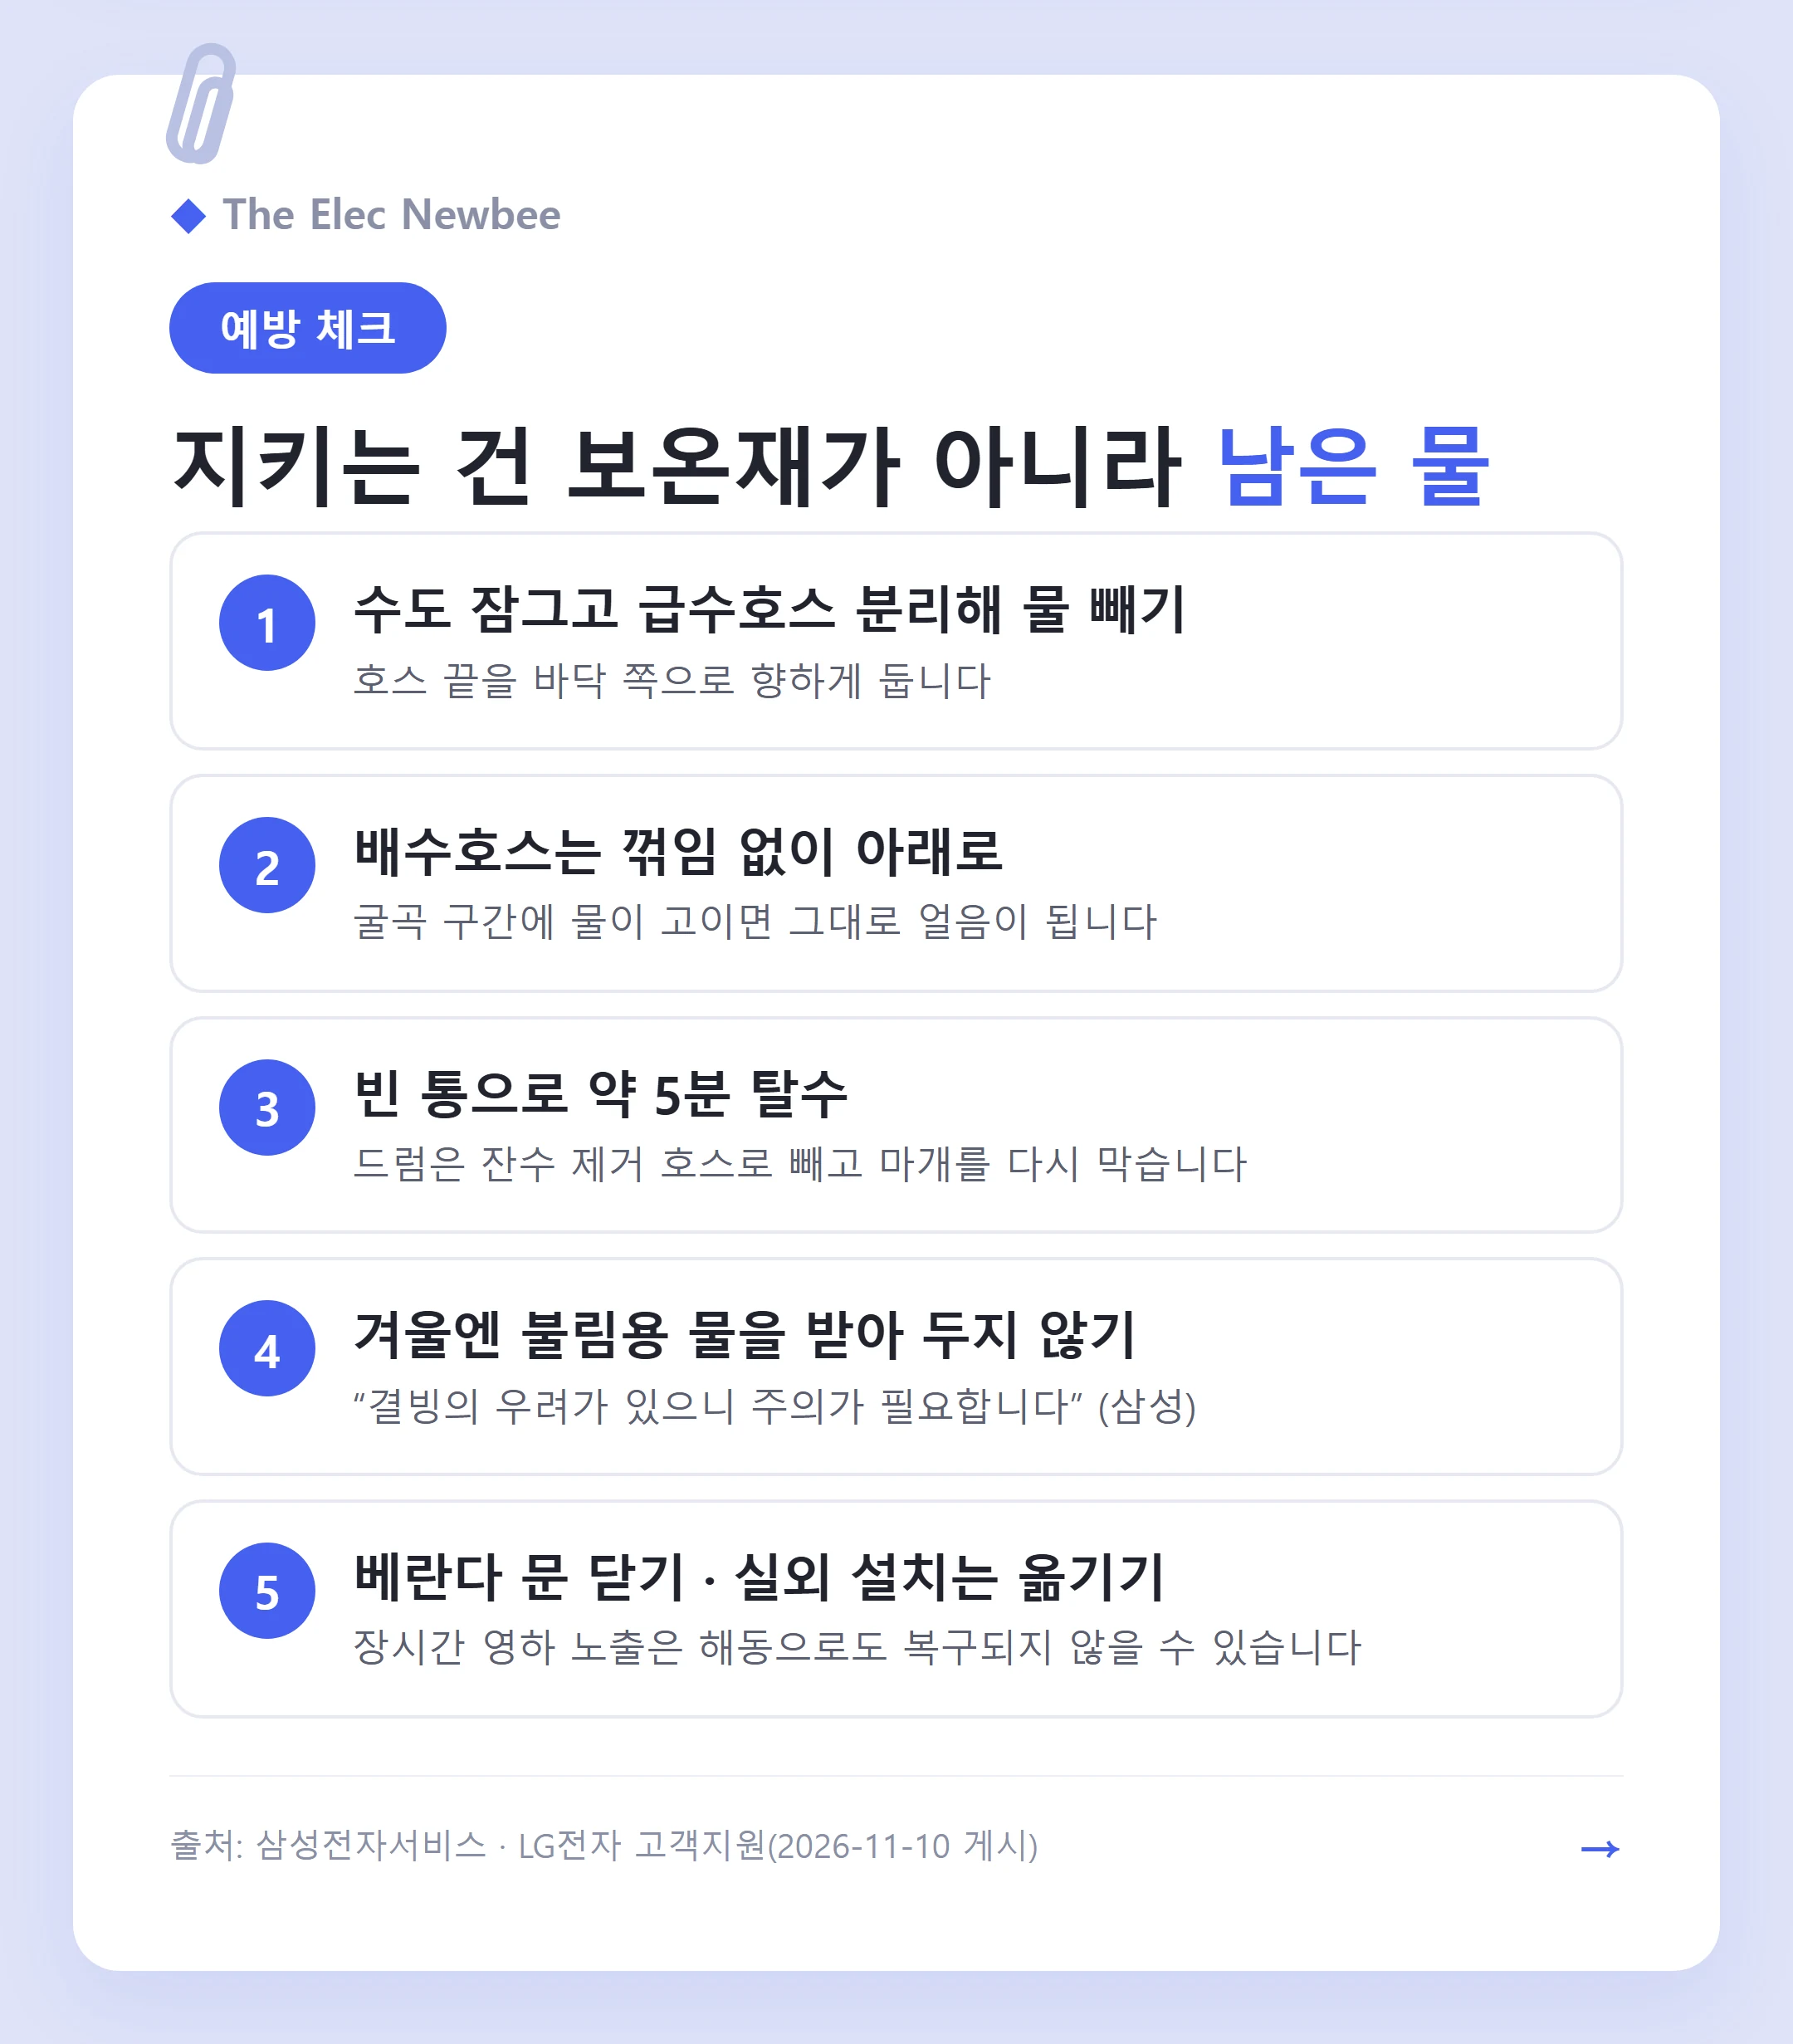 The Elec Newbee
예방 체크
지키는 건 보온재가 아니라 남은 물
1
수도 잠그고 급수호스 분리해 물 빼기
호스 끝을 바닥 쪽으로 향하게 둡니다
2
배수호스는 꺾임 없이 아래로
굴곡 구간에 물이 고이면 그대로 얼음이 됩니다
3
빈 통으로 약 5분 탈수
드럼은 잔수 제거 호스로 빼고 마개를 다시 막습니다
4
겨울엔 불림용 물을 받아 두지 않기
“결빙의 우려가 있으니 주의가 필요합니다” (삼성)
5
베란다 문 닫기 · 실외 설치는 옮기기
장시간 영하 노출은 해동으로도 복구되지 않을 수 있습니다
출처: 삼성전자서비스 · LG전자 고객지원(2026-11-10 게시)
→